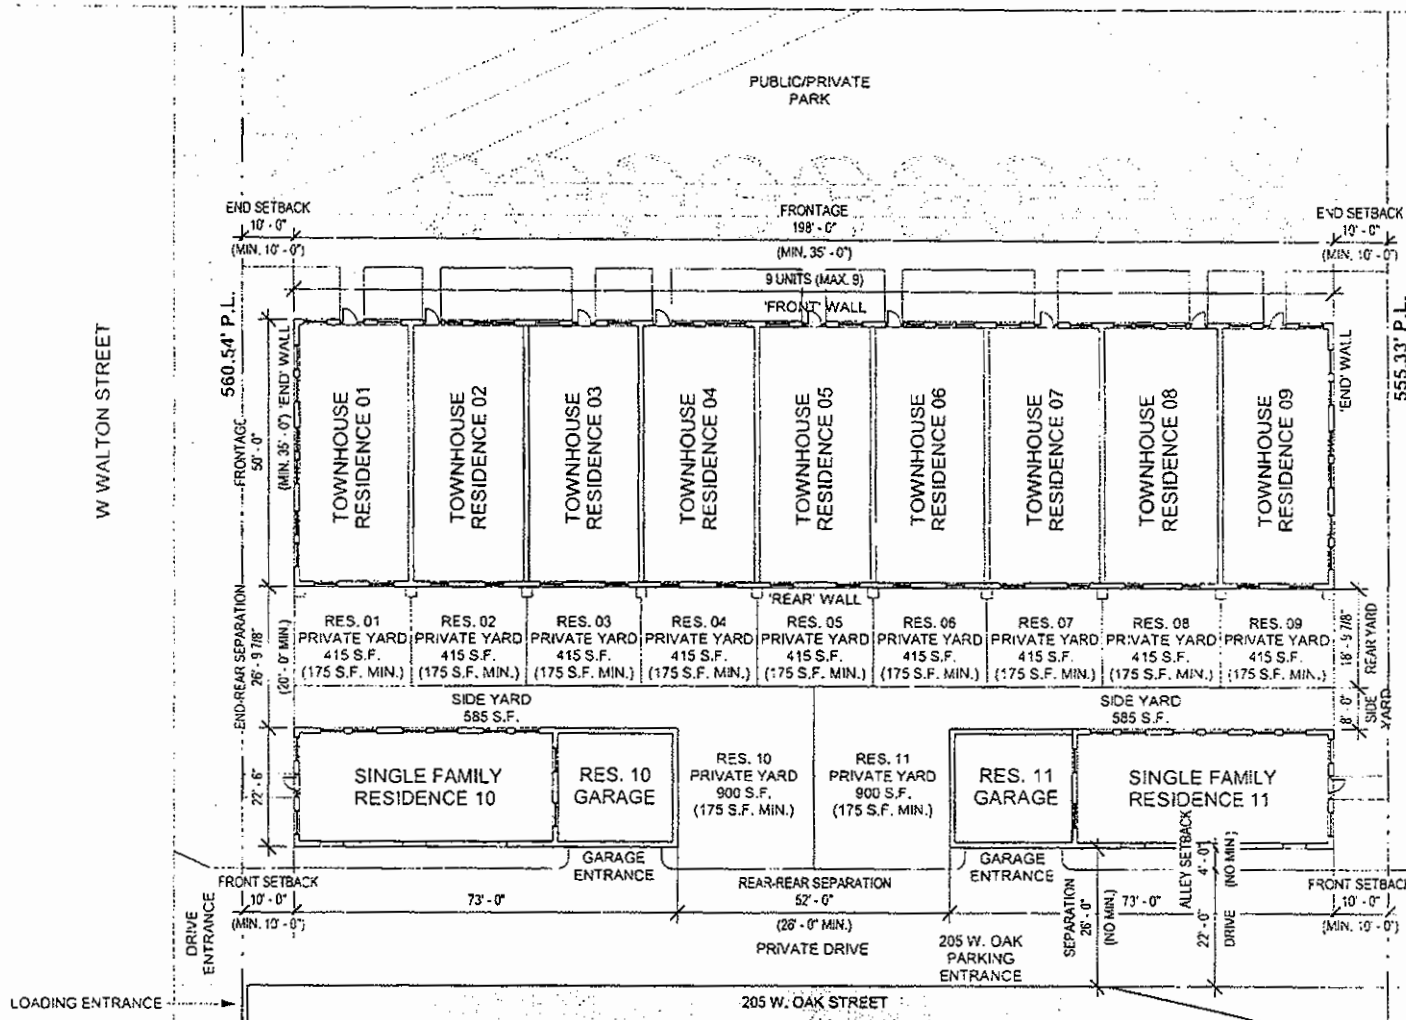 PUBLIC/PRIVATE
PARK
END SETBACK
10' - 0"
(MIN. 10' - 0")
FRONTAGE
198' - 0"
(MIN. 35' - 0")
END SETBACK
10' - 0"
(MIN. 10' - 0")
9 UNITS (MAX. 9)
'FRONT' WALL
W WALTON STREET
560.54' P.L.
FRONTAGE
50' - 0"
(MIN. 35' - 0")
'END' WALL
TOWNHOUSE
RESIDENCE 01
TOWNHOUSE
RESIDENCE 02
TOWNHOUSE
RESIDENCE 03
TOWNHOUSE
RESIDENCE 04
TOWNHOUSE
RESIDENCE 05
TOWNHOUSE
RESIDENCE 06
TOWNHOUSE
RESIDENCE 07
TOWNHOUSE
RESIDENCE 08
TOWNHOUSE
RESIDENCE 09
'END' WALL
555.33' P.L.
'REAR' WALL
END-REAR SEPARATION
26' - 9 7/8"
(20' - 0" MIN.)
RES. 01
PRIVATE YARD
415 S.F.
(175 S.F. MIN.)
RES. 02
PRIVATE YARD
415 S.F.
(175 S.F. MIN.)
RES. 03
PRIVATE YARD
415 S.F.
(175 S.F. MIN.)
RES. 04
PRIVATE YARD
415 S.F.
(175 S.F. MIN.)
RES. 05
PRIVATE YARD
415 S.F.
(175 S.F. MIN.)
RES. 06
PRIVATE YARD
415 S.F.
(175 S.F. MIN.)
RES. 07
PRIVATE YARD
415 S.F.
(175 S.F. MIN.)
RES. 08
PRIVATE YARD
415 S.F.
(175 S.F. MIN.)
RES. 09
PRIVATE YARD
415 S.F.
(175 S.F. MIN.)
18' - 9 7/8"
REAR YARD
SIDE YARD
585 S.F.
SIDE YARD
585 S.F.
8' - 0"
SIDE
YARD
22' - 6"
SINGLE FAMILY
RESIDENCE 10
RES. 10
GARAGE
RES. 10
PRIVATE YARD
900 S.F.
(175 S.F. MIN.)
RES. 11
PRIVATE YARD
900 S.F.
(175 S.F. MIN.)
RES. 11
GARAGE
SINGLE FAMILY
RESIDENCE 11
GARAGE
ENTRANCE
GARAGE
ENTRANCE
FRONT SETBACK
10' - 0"
(MIN. 10' - 0")
73' - 0"
REAR-REAR SEPARATION
52' - 0"
(26' - 0" MIN.)
SEPARATION
26' - 0"
(NO MIN.)
73' - 0"
ALLEY SETBACK
4' - 0"
(NO MIN.)
22' - 0"
DRIVE
FRONT SETBACK
10' - 0"
(MIN. 10' - 0")
DRIVE
ENTRANCE
PRIVATE DRIVE
205 W. OAK
PARKING
ENTRANCE
LOADING ENTRANCE
205 W. OAK STREET